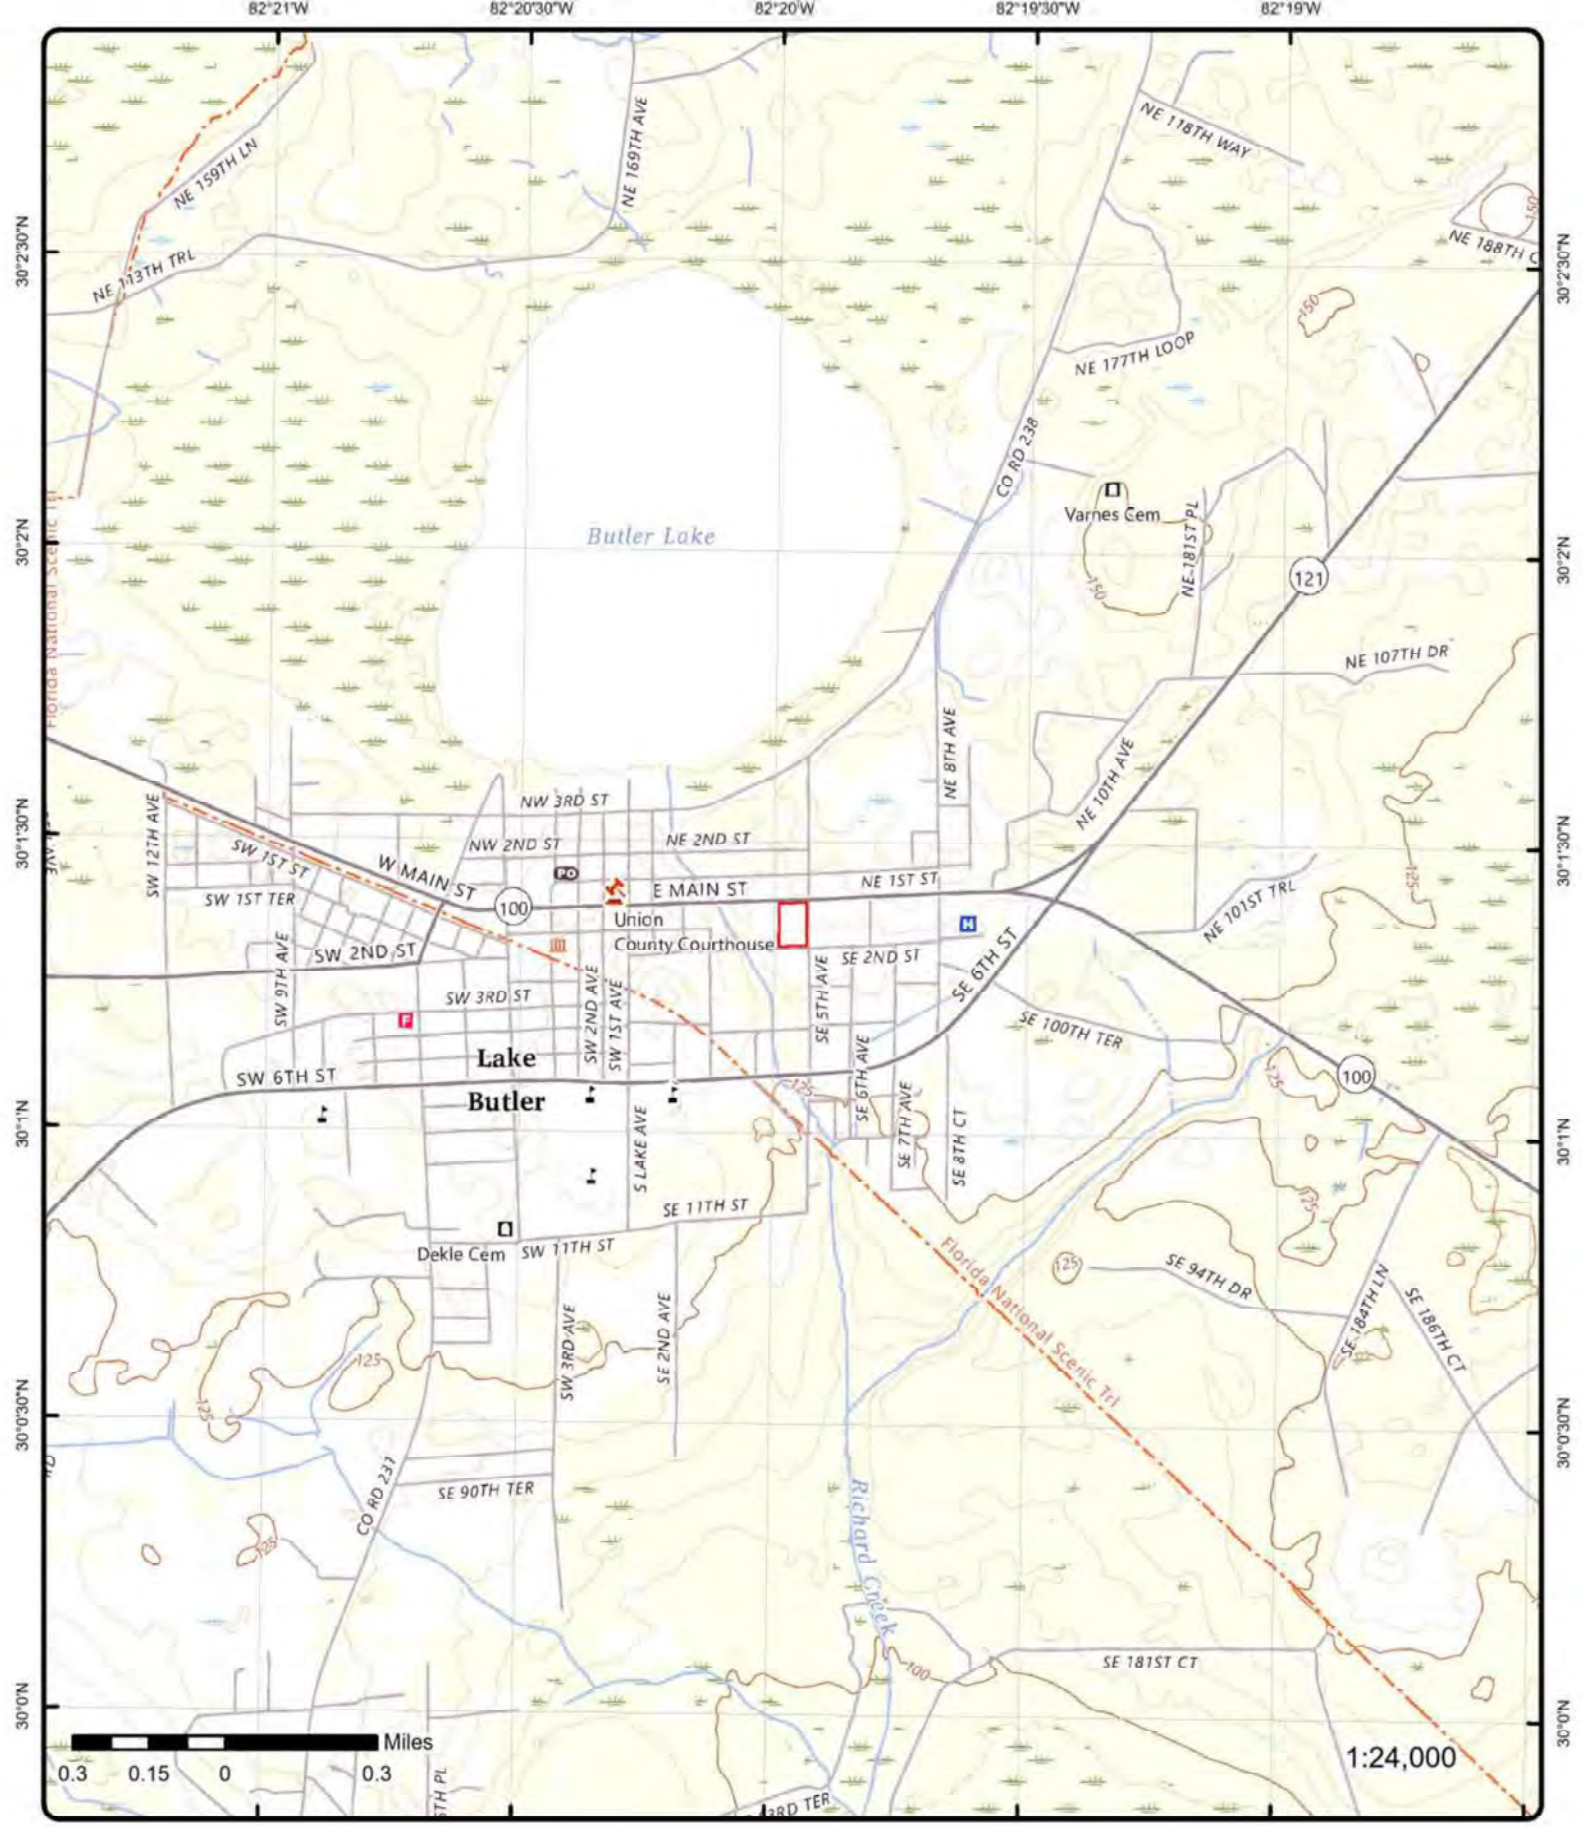 82°21'W 82°20'30"W 82°20'W 82°19'30"W 82°19'W
NE 118TH WAY
NE 159TH LN
NE 169TH AVE
150
30°2'30"N
NE 188TH C
30°2'30"N
NE 113TH TRL
150
NE 177TH LOOP
CO RD 238
Varnes Cem
Butler Lake
NE 181ST PL
30°2'N
30°2'N
121
150
Florida National Scenic Trl
NE 107TH DR
NE 8TH AVE
NE 10TH AVE
NW 3RD ST
30°1'30"N
30°1'30"N
SW 12TH AVE
NW 2ND ST
NE 2ND ST
SW 1ST ST
W MAIN ST
PO
E MAIN ST
NE 1ST ST
125
SW 1ST TER
100
Union
County Courthouse
H
NE 101ST TRL
SW 2ND ST
SE 2ND ST
SE 6TH ST
SW 9TH AVE
SW 3RD ST
SW 2ND AVE
SW 1ST AVE
SE 5TH AVE
F
SE 100TH TER
Lake
SW 6TH ST
100
125
125
Butler
SE 6TH AVE
SE 7TH AVE
SE 8TH CT
30°1'N
30°1'N
S LAKE AVE
SE 11TH ST
125
Dekle Cem
SW 11TH ST
125
Florida National Scenic Trl
SE 94TH DR
SE 184TH LN
SE 186TH CT
SW 3RD AVE
SE 2ND AVE
125
125
30°0'30"N
30°0'30"N
CO RD 231
SE 90TH TER
Richard Creek
125
100
SE 181ST CT
30°0'N
30°0'N
Miles
0.3 0.15 0 0.3
1:24,000
5TH PL
3RD TER